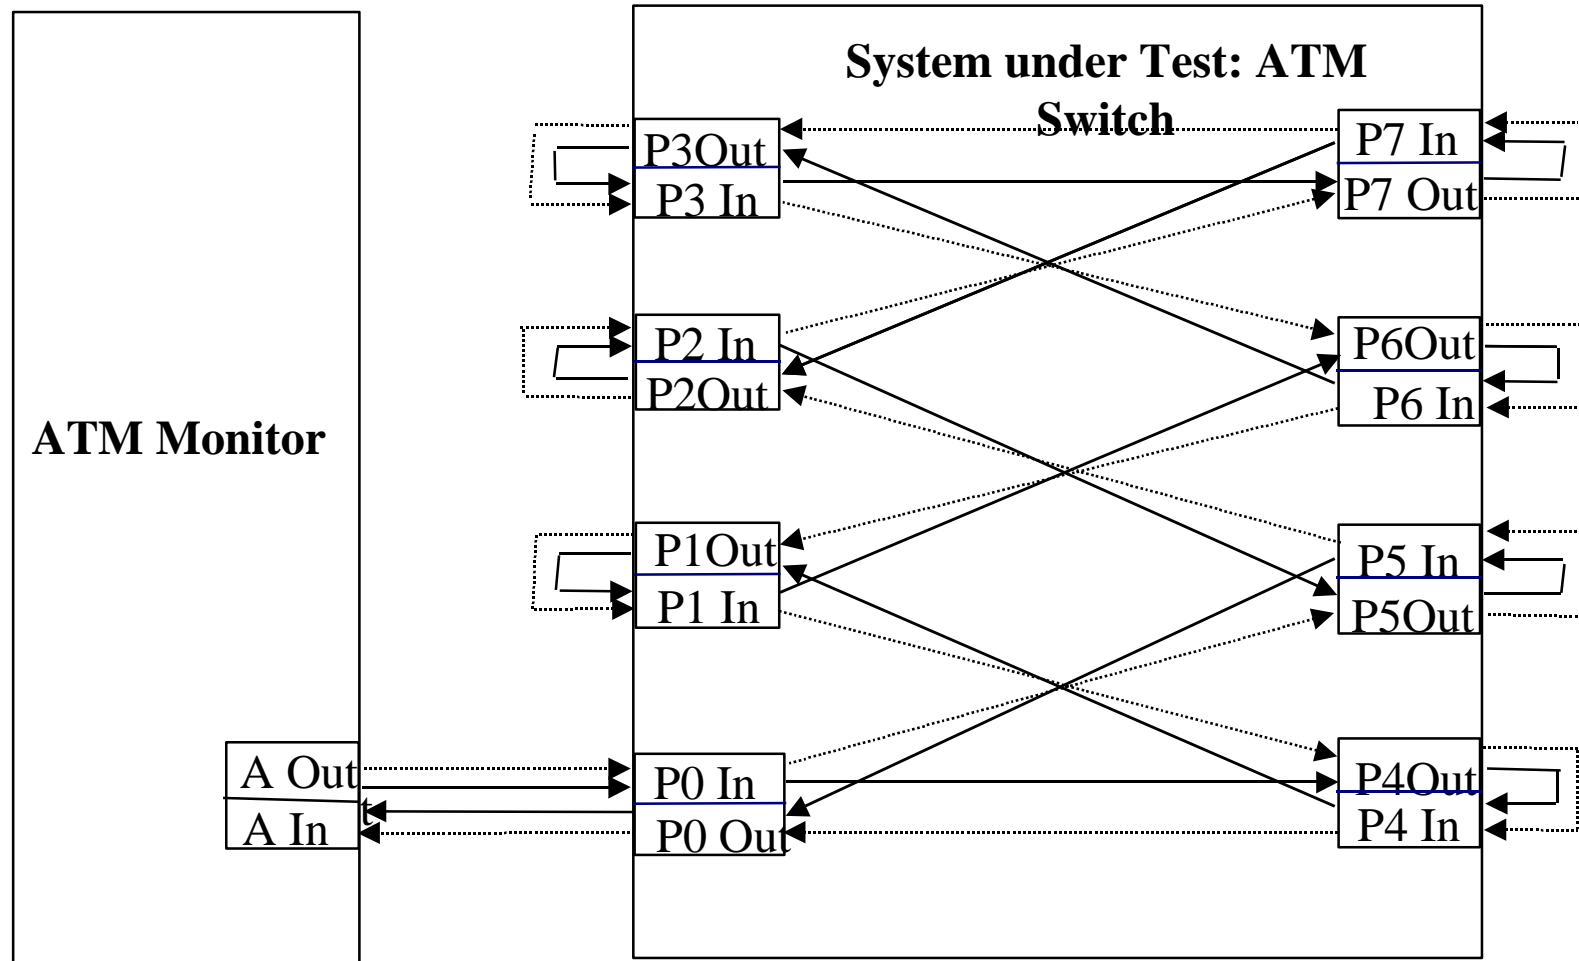 System under Test: ATM
Switch
P3Out
P3 In
P7 In
P7 Out
P2 In
P2Out
P6Out
P6 In
ATM Monitor
P1Out
P1 In
P5 In
P5Out
A Out
t
A In
P0 In
P0 Out
P4Out
P4 In